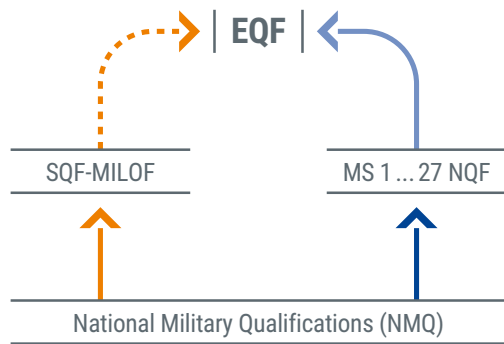 EQF
SQF-MILOF
MS 1 ... 27 NQF
National Military Qualifications (NMQ)